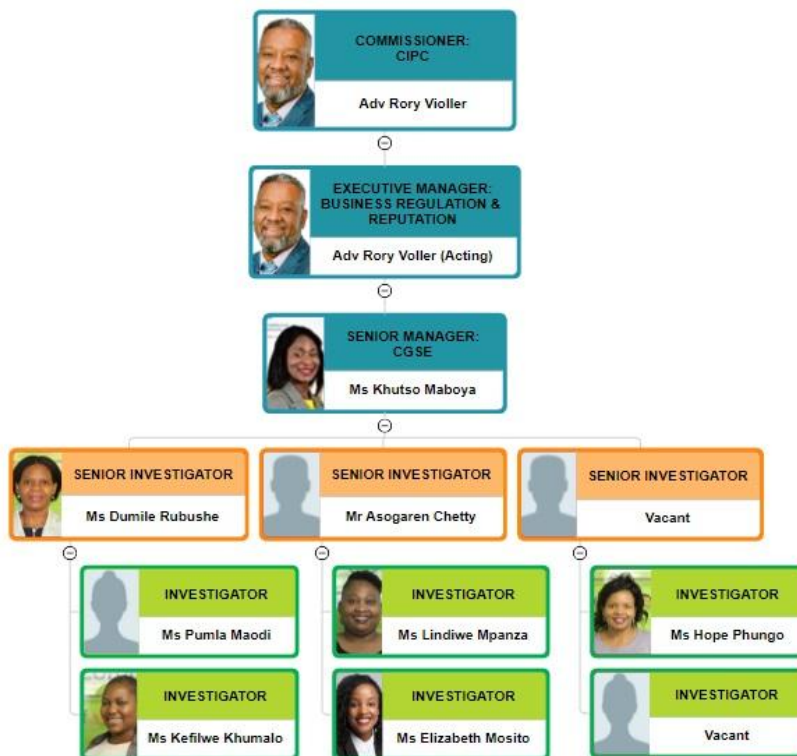 COMMISSIONER:
CIPC
Adv Rory Violler
EXECUTIVE MANAGER:
BUSINESS REGULATION &
REPUTATION
Adv Rory Voller (Acting)
SENIOR MANAGER:
CGSE
Ms Khutso Maboya
SENIOR INVESTIGATOR
Ms Dumile Rubushe
SENIOR INVESTIGATOR
Mr Asogaren Chetty
SENIOR INVESTIGATOR
Vacant
INVESTIGATOR
Ms Pumla Maodi
INVESTIGATOR
Ms Lindiwe Mpanza
INVESTIGATOR
Ms Hope Phungo
INVESTIGATOR
Ms Kefilwe Khumalo
INVESTIGATOR
Ms Elizabeth Mosito
INVESTIGATOR
Vacant